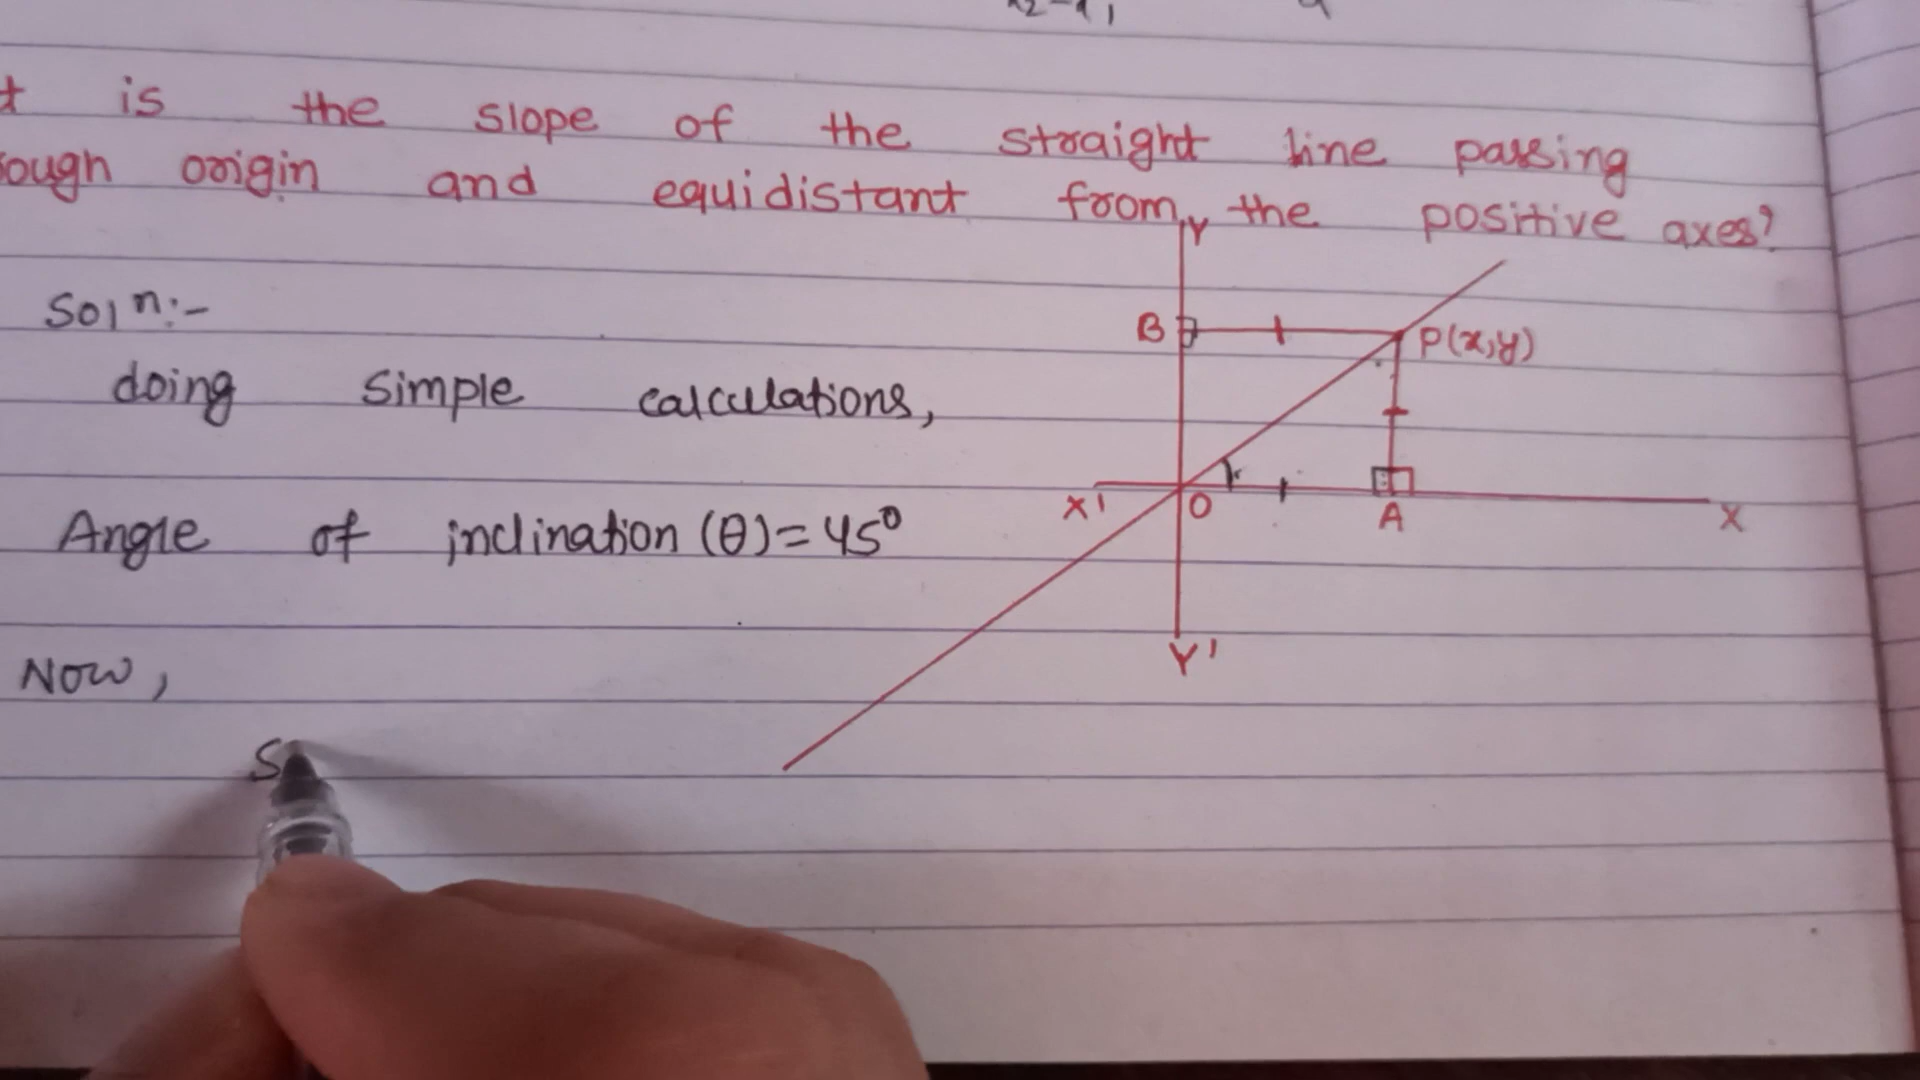 is the slope of the straight line passing
origin and equidistant from the positive axes?
Y
Soln:-
B
P(x,y)
doing simple calculations,
X' O A X
Angle of inclination (θ)=45⁰
Y'
Now,
S